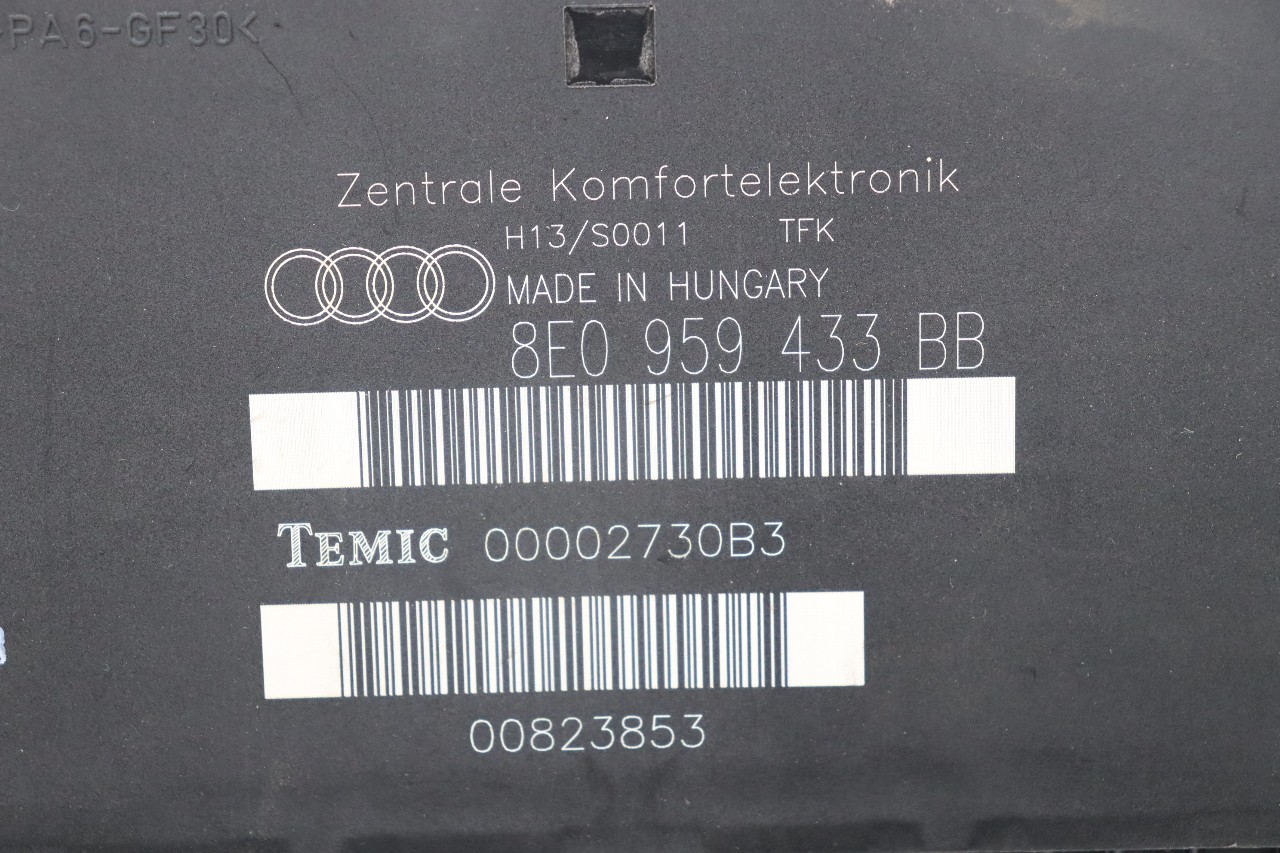 >PA6-GF30<
Zentrale Komfortelektronik
H13/S0011 TFK
MADE IN HUNGARY
8E0 959 433 BB
TEMIC 00002730B3
00823853